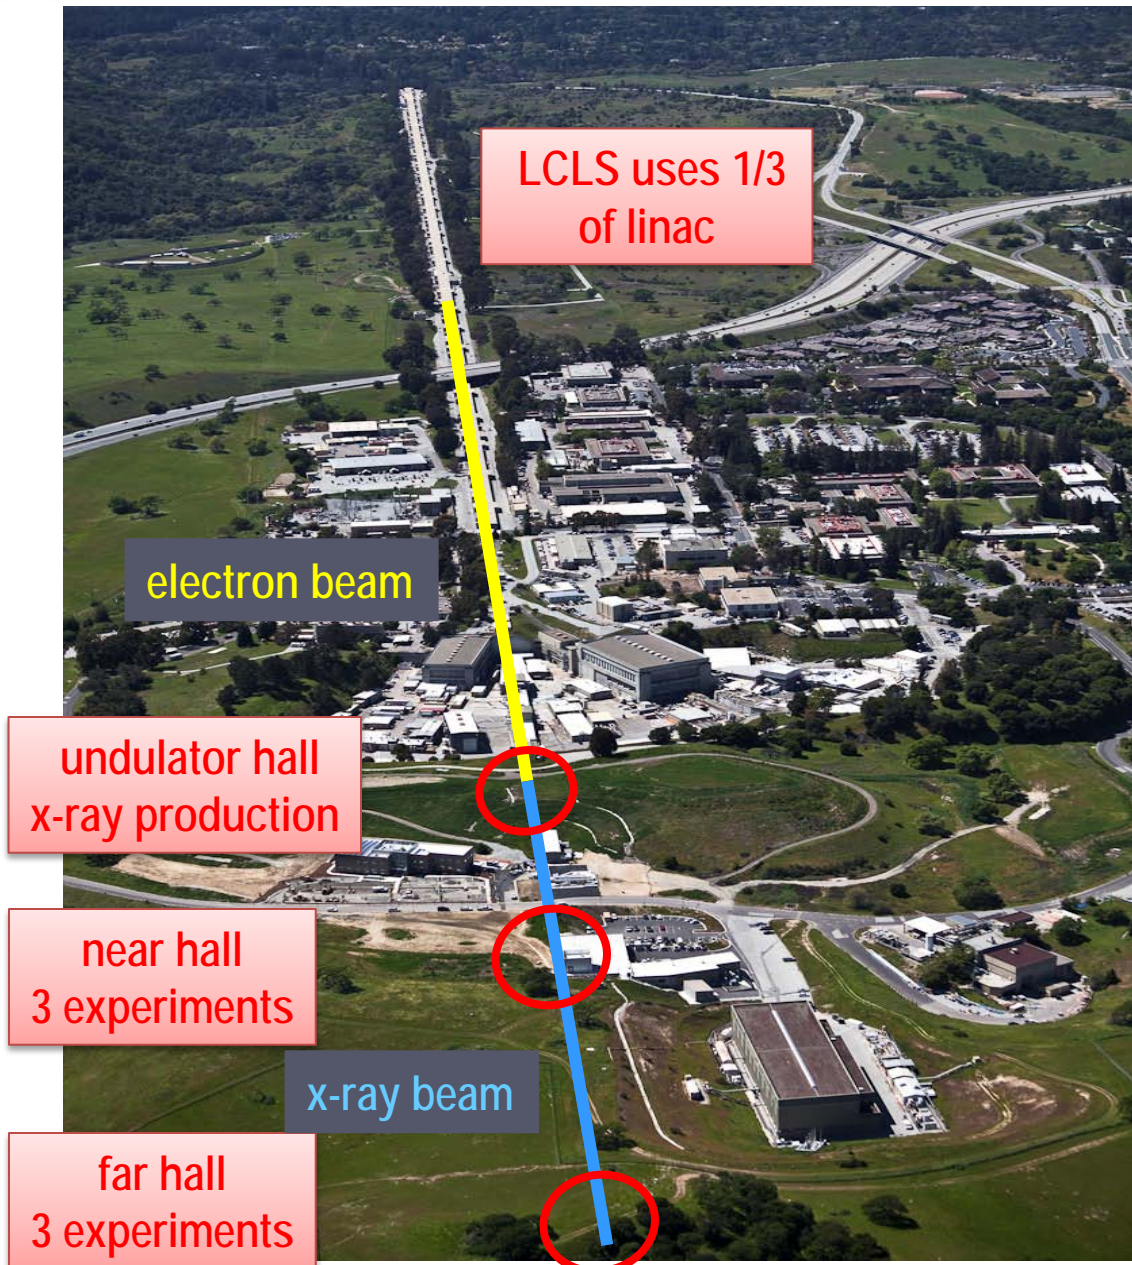 LCLS uses 1/3
of linac
electron beam
undulator hall
x-ray production
near hall
3 experiments
x-ray beam
far hall
3 experiments